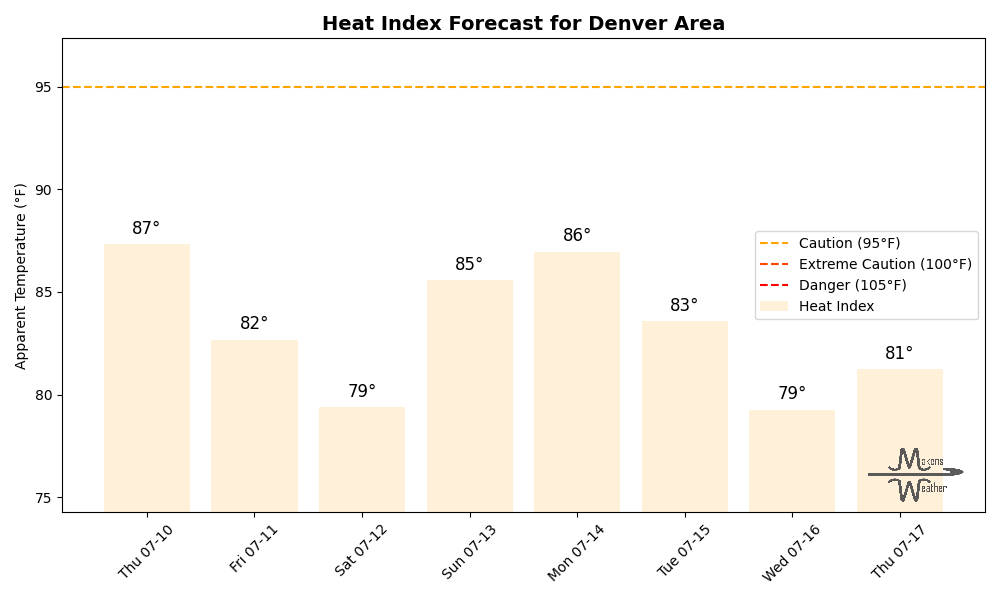 Heat Index Forecast for Denver Area
Apparent Temperature (°F)
95
90
85
80
75
87°
82°
79°
85°
86°
83°
79°
81°
Caution (95°F)
Extreme Caution (100°F)
Danger (105°F)
Heat Index
Makens
Weather
Thu 07-10
Fri 07-11
Sat 07-12
Sun 07-13
Mon 07-14
Tue 07-15
Wed 07-16
Thu 07-17